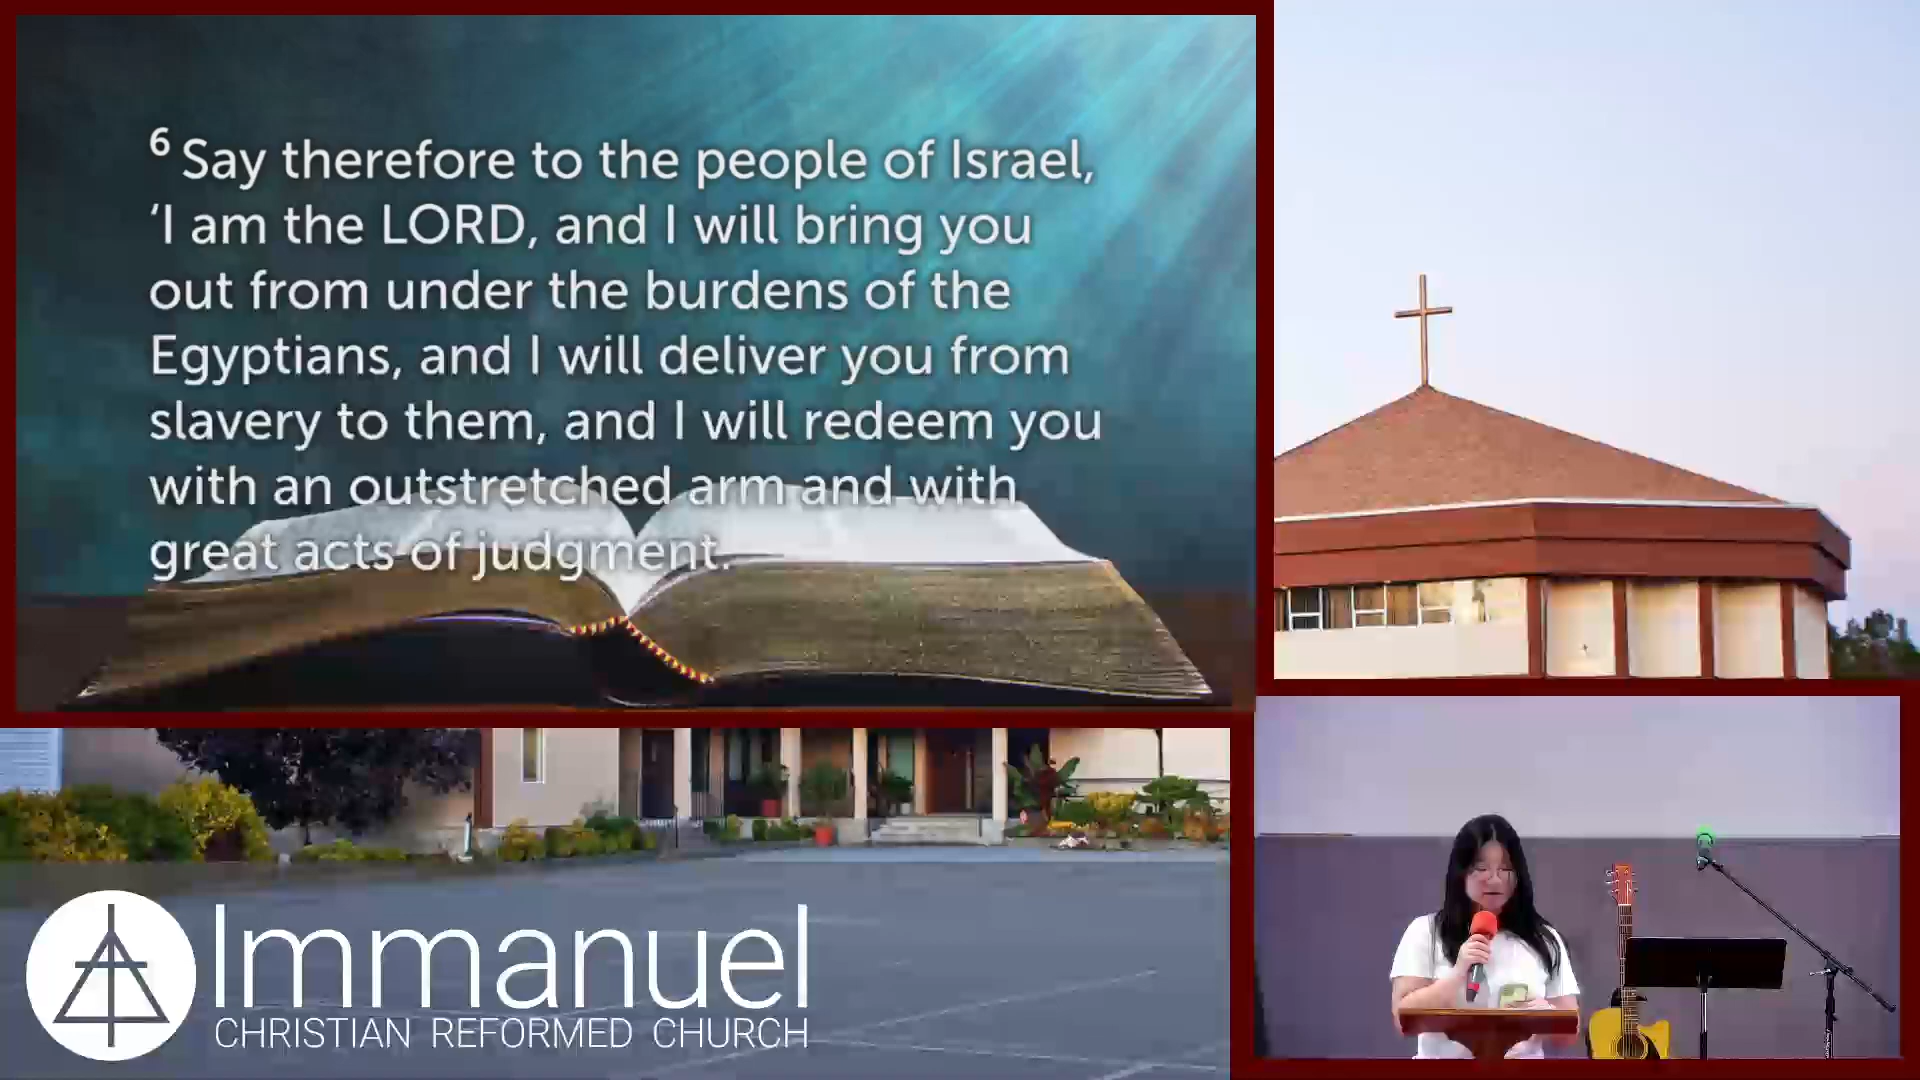 6 Say therefore to the people of Israel,
‘I am the LORD, and I will bring you
out from under the burdens of the
Egyptians, and I will deliver you from
slavery to them, and I will redeem you
with an outstretched arm and with
great acts of judgment.
Immanuel
CHRISTIAN REFORMED CHURCH